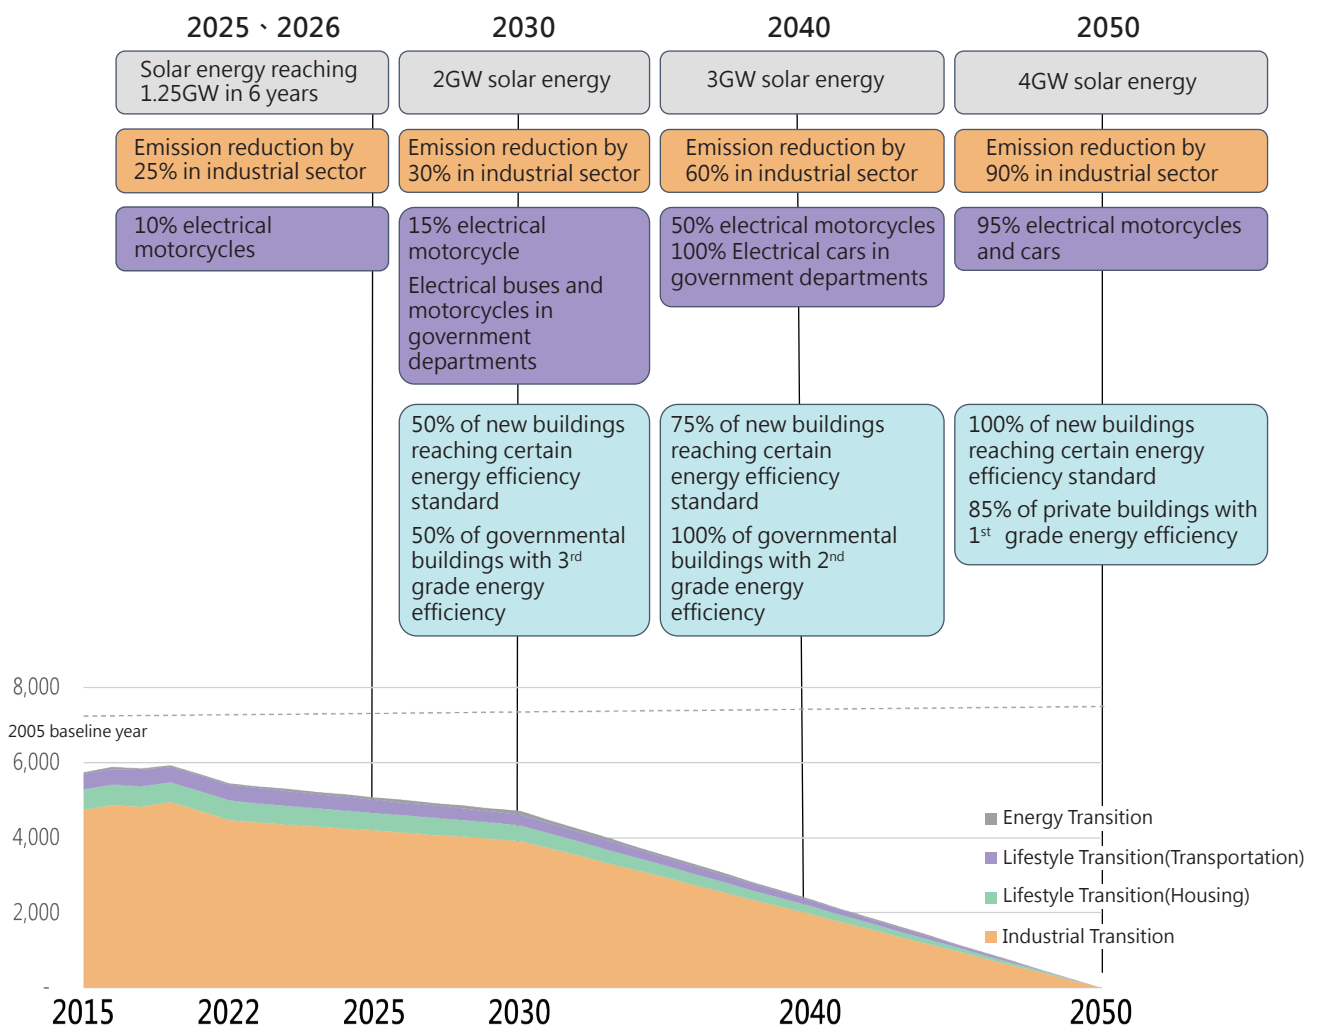 2025、2026
2030
2040
2050
Solar energy reaching
1.25GW in 6 years
2GW solar energy
3GW solar energy
4GW solar energy
Emission reduction by
25% in industrial sector
Emission reduction by
30% in industrial sector
Emission reduction by
60% in industrial sector
Emission reduction by
90% in industrial sector
10% electrical
motorcycles
15% electrical
motorcycle
Electrical buses and
motorcycles in
government
departments
50% electrical motorcycles
100% Electrical cars in
government departments
95% electrical motorcycles
and cars
50% of new buildings
reaching certain
energy efficiency
standard
50% of governmental
buildings with 3rd
grade energy
efficiency
75% of new buildings
reaching certain
energy efficiency
standard
100% of governmental
buildings with 2nd
grade energy
efficiency
100% of new buildings
reaching certain energy
efficiency standard
85% of private buildings with
1st grade energy efficiency
8,000
2005 baseline year
6,000
4,000
2,000
-
Energy Transition
Lifestyle Transition(Transportation)
Lifestyle Transition(Housing)
Industrial Transition
2015
2022
2025
2030
2040
2050